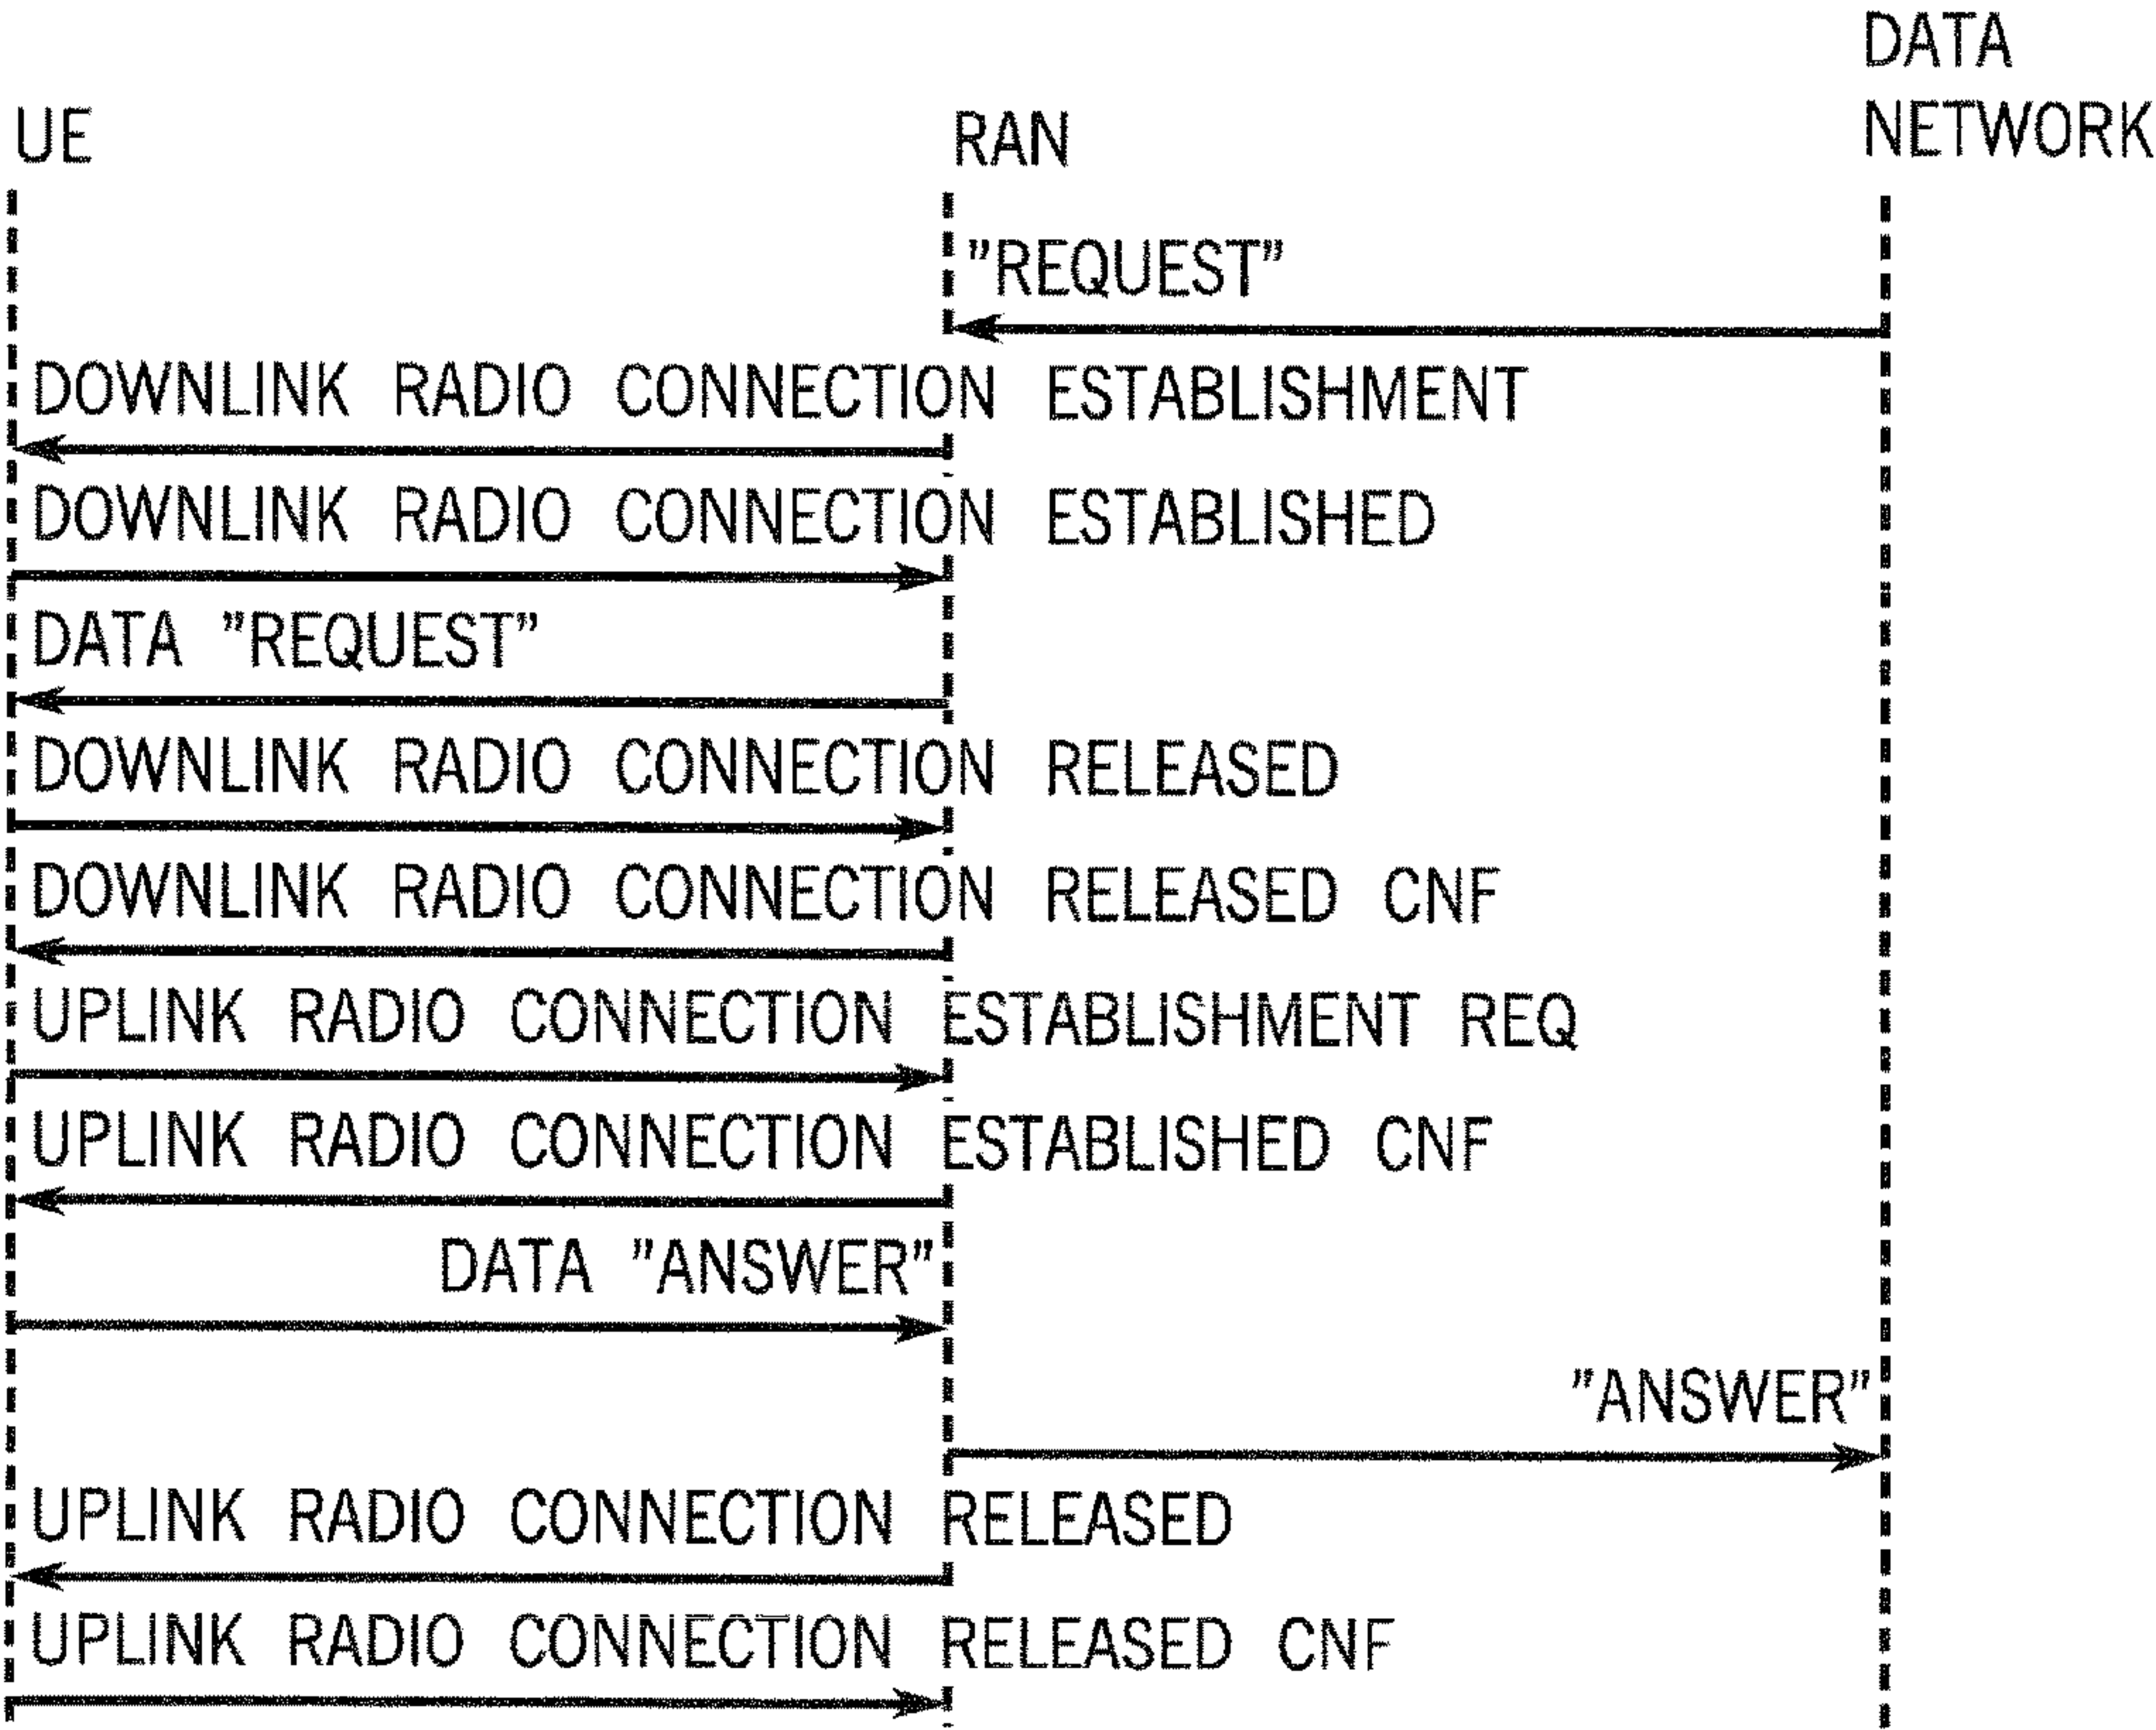 DATA
NETWORK
UE
RAN
"REQUEST"
DOWNLINK RADIO CONNECTION ESTABLISHMENT
DOWNLINK RADIO CONNECTION ESTABLISHED
DATA "REQUEST"
DOWNLINK RADIO CONNECTION RELEASED
DOWNLINK RADIO CONNECTION RELEASED CNF
UPLINK RADIO CONNECTION ESTABLISHMENT REQ
UPLINK RADIO CONNECTION ESTABLISHED CNF
DATA "ANSWER"
"ANSWER"
UPLINK RADIO CONNECTION RELEASED
UPLINK RADIO CONNECTION RELEASED CNF